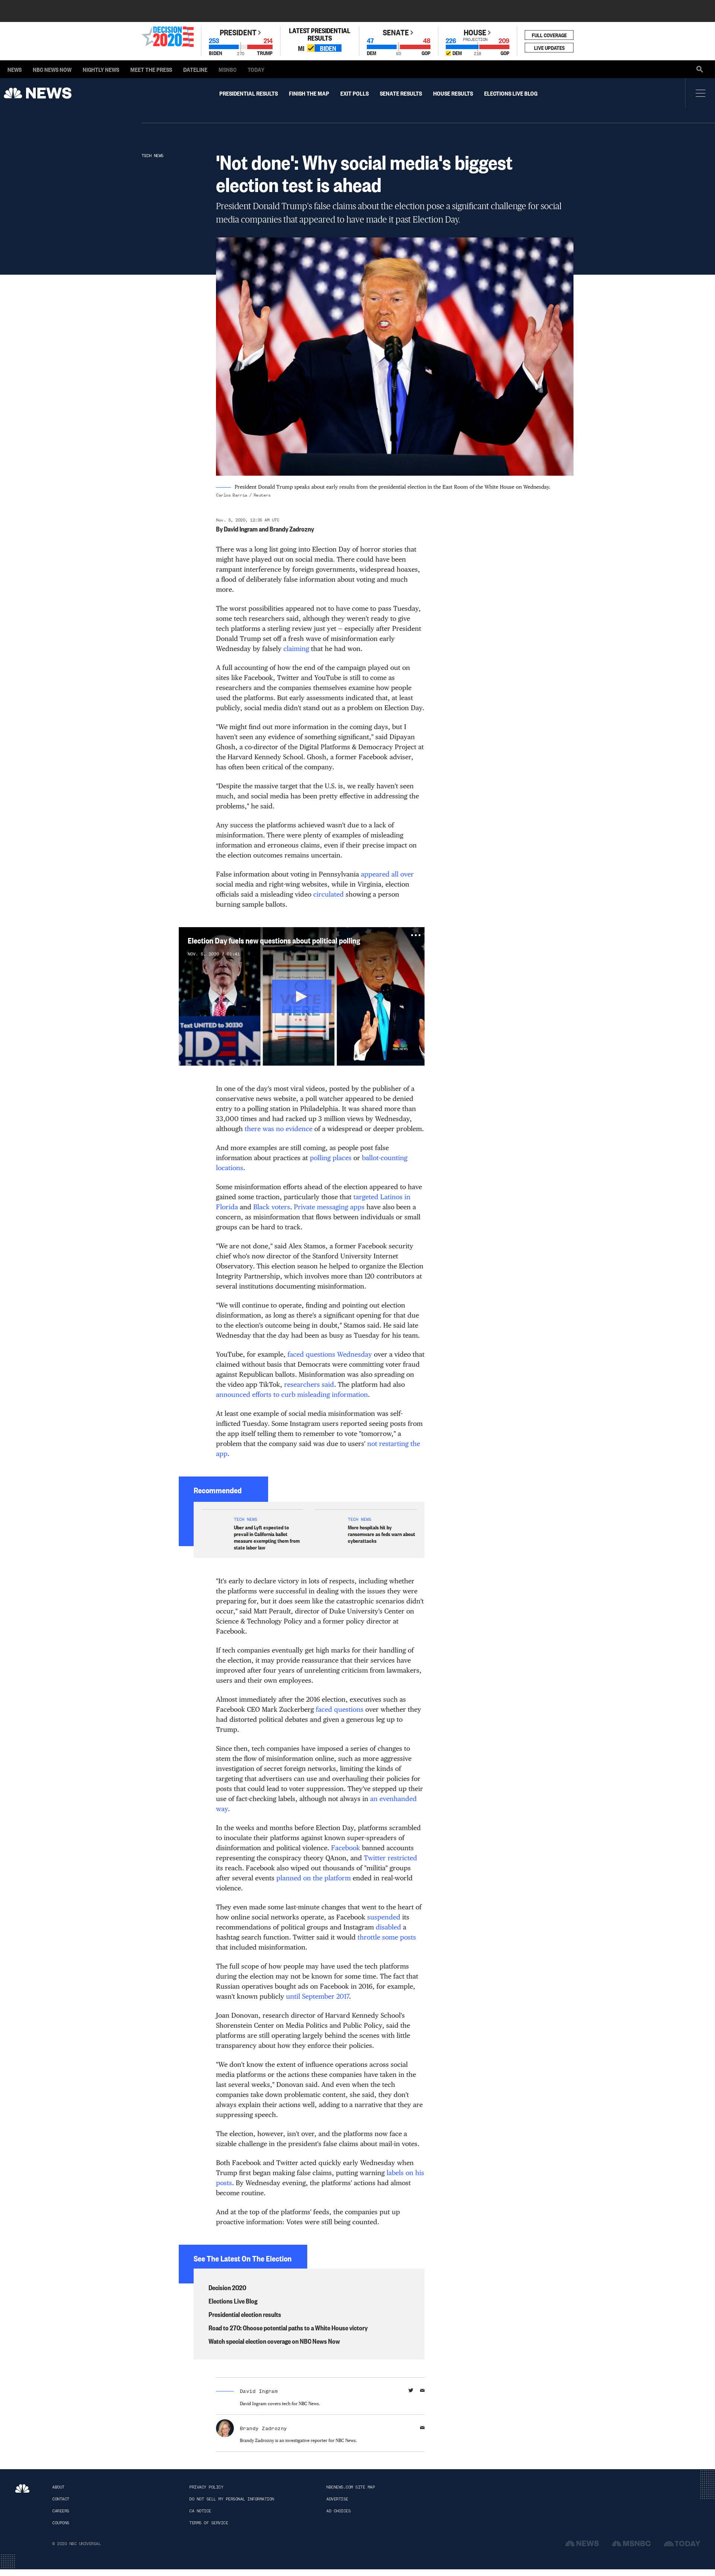 DECISION 2020
PRESIDENT
253 214
BIDEN 270 TRUMP
LATEST PRESIDENTIAL RESULTS
MI BIDEN
SENATE
47 48
DEM GOP
HOUSE
PROJECTION
226 209
DEM 218 GOP
FULL COVERAGE
LIVE UPDATES
NEWS NBC NEWS NOW NIGHTLY NEWS MEET THE PRESS DATELINE MSNBC TODAY
NEWS
PRESIDENTIAL RESULTS FINISH THE MAP EXIT POLLS SENATE RESULTS HOUSE RESULTS ELECTIONS LIVE BLOG
TECH NEWS
'Not done': Why social media's biggest
election test is ahead
President Donald Trump's false claims about the election pose a significant challenge for social
media companies that appeared to have made it past Election Day.
President Donald Trump speaks about early results from the presidential election in the East Room of the White House on Wednesday.
Carlos Barria / Reuters
Nov. 5, 2020, 12:35 AM UTC
By David Ingram and Brandy Zadrozny
There was a long list going into Election Day of horror stories that
might have played out on social media. There could have been
rampant interference by foreign governments, widespread hoaxes,
a flood of deliberately false information about voting and much
more.
The worst possibilities appeared not to have come to pass Tuesday,
some tech researchers said, although they weren't ready to give
tech platforms a sterling review just yet — especially after President
Donald Trump set off a fresh wave of misinformation early
Wednesday by falsely claiming that he had won.
A full accounting of how the end of the campaign played out on
sites like Facebook, Twitter and YouTube is still to come as
researchers and the companies themselves examine how people
used the platforms. But early assessments indicated that, at least
publicly, social media didn't stand out as a problem on Election Day.
"We might find out more information in the coming days, but I
haven't seen any evidence of something significant," said Dipayan
Ghosh, a co-director of the Digital Platforms & Democracy Project at
the Harvard Kennedy School. Ghosh, a former Facebook adviser,
has often been critical of the company.
"Despite the massive target that the U.S. is, we really haven't seen
much, and social media has been pretty effective in addressing the
problems," he said.
Any success the platforms achieved wasn't due to a lack of
misinformation. There were plenty of examples of misleading
information and erroneous claims, even if their precise impact on
the election outcomes remains uncertain.
False information about voting in Pennsylvania appeared all over
social media and right-wing websites, while in Virginia, election
officials said a misleading video circulated showing a person
burning sample ballots.
Election Day fuels new questions about political polling
NOV. 5, 2020 / 01:41
Text UNITED to 30330
BIDEN
PRESIDENT
VOTE
HERE
In one of the day's most viral videos, posted by the publisher of a
conservative news website, a poll watcher appeared to be denied
entry to a polling station in Philadelphia. It was shared more than
33,000 times and had racked up 3 million views by Wednesday,
although there was no evidence of a widespread or deeper problem.
And more examples are still coming, as people post false
information about practices at polling places or ballot-counting
locations.
Some misinformation efforts ahead of the election appeared to have
gained some traction, particularly those that targeted Latinos in
Florida and Black voters. Private messaging apps have also been a
concern, as misinformation that flows between individuals or small
groups can be hard to track.
"We are not done," said Alex Stamos, a former Facebook security
chief who's now director of the Stanford University Internet
Observatory. This election season he helped to organize the Election
Integrity Partnership, which involves more than 120 contributors at
several institutions documenting misinformation.
"We will continue to operate, finding and pointing out election
disinformation, as long as there's a significant opening for that due
to the election's outcome being in doubt," Stamos said. He said late
Wednesday that the day had been as busy as Tuesday for his team.
YouTube, for example, faced questions Wednesday over a video that
claimed without basis that Democrats were committing voter fraud
against Republican ballots. Misinformation was also spreading on
the video app TikTok, researchers said. The platform had also
announced efforts to curb misleading information.
At least one example of social media misinformation was self-
inflicted Tuesday. Some Instagram users reported seeing posts from
the app itself telling them to remember to vote "tomorrow," a
problem that the company said was due to users' not restarting the
app.
Recommended
TECH NEWS
Uber and Lyft expected to
prevail in California ballot
measure exempting them from
state labor law
TECH NEWS
More hospitals hit by
ransomware as feds warn about
cyberattacks
"It's early to declare victory in lots of respects, including whether
the platforms were successful in dealing with the issues they were
preparing for, but it does seem like the catastrophic scenarios didn't
occur," said Matt Perault, director of Duke University's Center on
Science & Technology Policy and a former policy director at
Facebook.
If tech companies eventually get high marks for their handling of
the election, it may provide reassurance that their services have
improved after four years of unrelenting criticism from lawmakers,
users and their own employees.
Almost immediately after the 2016 election, executives such as
Facebook CEO Mark Zuckerberg faced questions over whether they
had distorted political debates and given a generous leg up to
Trump.
Since then, tech companies have imposed a series of changes to
stem the flow of misinformation online, such as more aggressive
investigation of secret foreign networks, limiting the kinds of
targeting that advertisers can use and overhauling their policies for
posts that could lead to voter suppression. They've stepped up their
use of fact-checking labels, although not always in an evenhanded
way.
In the weeks and months before Election Day, platforms scrambled
to inoculate their platforms against known super-spreaders of
disinformation and political violence. Facebook banned accounts
representing the conspiracy theory QAnon, and Twitter restricted
its reach. Facebook also wiped out thousands of "militia" groups
after several events planned on the platform ended in real-world
violence.
They even made some last-minute changes that went to the heart of
how online social networks operate, as Facebook suspended its
recommendations of political groups and Instagram disabled a
hashtag search function. Twitter said it would throttle some posts
that included misinformation.
The full scope of how people may have used the tech platforms
during the election may not be known for some time. The fact that
Russian operatives bought ads on Facebook in 2016, for example,
wasn't known publicly until September 2017.
Joan Donovan, research director of Harvard Kennedy School's
Shorenstein Center on Media Politics and Public Policy, said the
platforms are still operating largely behind the scenes with little
transparency about how they enforce their policies.
"We don't know the extent of influence operations across social
media platforms or the actions these companies have taken in the
last several weeks," Donovan said. And even when the tech
companies take down problematic content, she said, they don't
always explain their actions well, adding to a narrative that they are
suppressing speech.
The election, however, isn't over, and the platforms now face a
sizable challenge in the president's false claims about mail-in votes.
Both Facebook and Twitter acted quickly early Wednesday when
Trump first began making false claims, putting warning labels on his
posts. By Wednesday evening, the platforms' actions had almost
become routine.
And at the top of the platforms' feeds, the companies put up
proactive information: Votes were still being counted.
See The Latest On The Election
Decision 2020
Elections Live Blog
Presidential election results
Road to 270: Choose potential paths to a White House victory
Watch special election coverage on NBC News Now
David Ingram
David Ingram covers tech for NBC News.
Brandy Zadrozny
Brandy Zadrozny is an investigative reporter for NBC News.
ABOUT
CONTACT
CAREERS
COUPONS
PRIVACY POLICY
DO NOT SELL MY PERSONAL INFORMATION
CA NOTICE
TERMS OF SERVICE
NBCNEWS.COM SITE MAP
ADVERTISE
AD CHOICES
© 2020 NBC UNIVERSAL
NEWS MSNBC TODAY